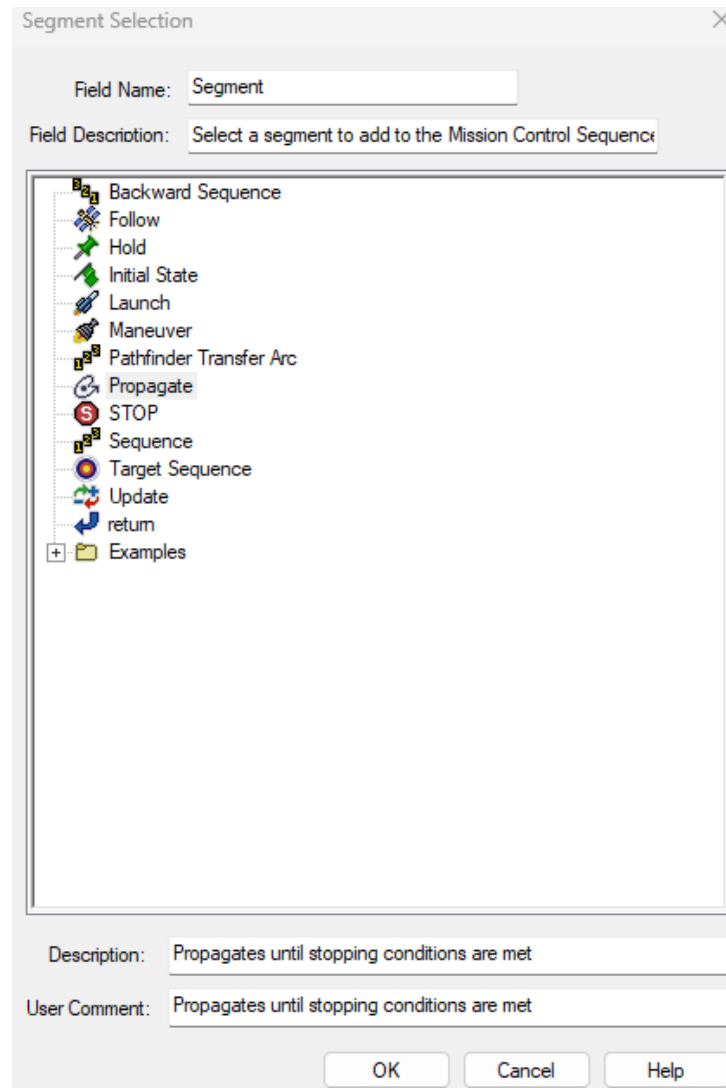 Segment Selection
Field Name: Segment
Field Description: Select a segment to add to the Mission Control Sequence
Backward Sequence
Follow
Hold
Initial State
Launch
Maneuver
Pathfinder Transfer Arc
Propagate
STOP
Sequence
Target Sequence
Update
return
Examples
Description: Propagates until stopping conditions are met
User Comment: Propagates until stopping conditions are met
OK Cancel Help